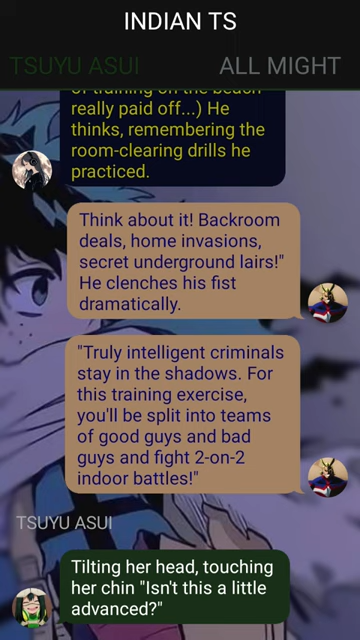 INDIAN TS
TSUYU ASUI
ALL MIGHT
of training on the beach
really paid off...) He
thinks, remembering the
room-clearing drills he
practiced.
Think about it! Backroom
deals, home invasions,
secret underground lairs!"
He clenches his fist
dramatically.
"Truly intelligent criminals
stay in the shadows. For
this training exercise,
you'll be split into teams
of good guys and bad
guys and fight 2-on-2
indoor battles!"
TSUYU ASUI
Tilting her head, touching
her chin "Isn't this a little
advanced?"